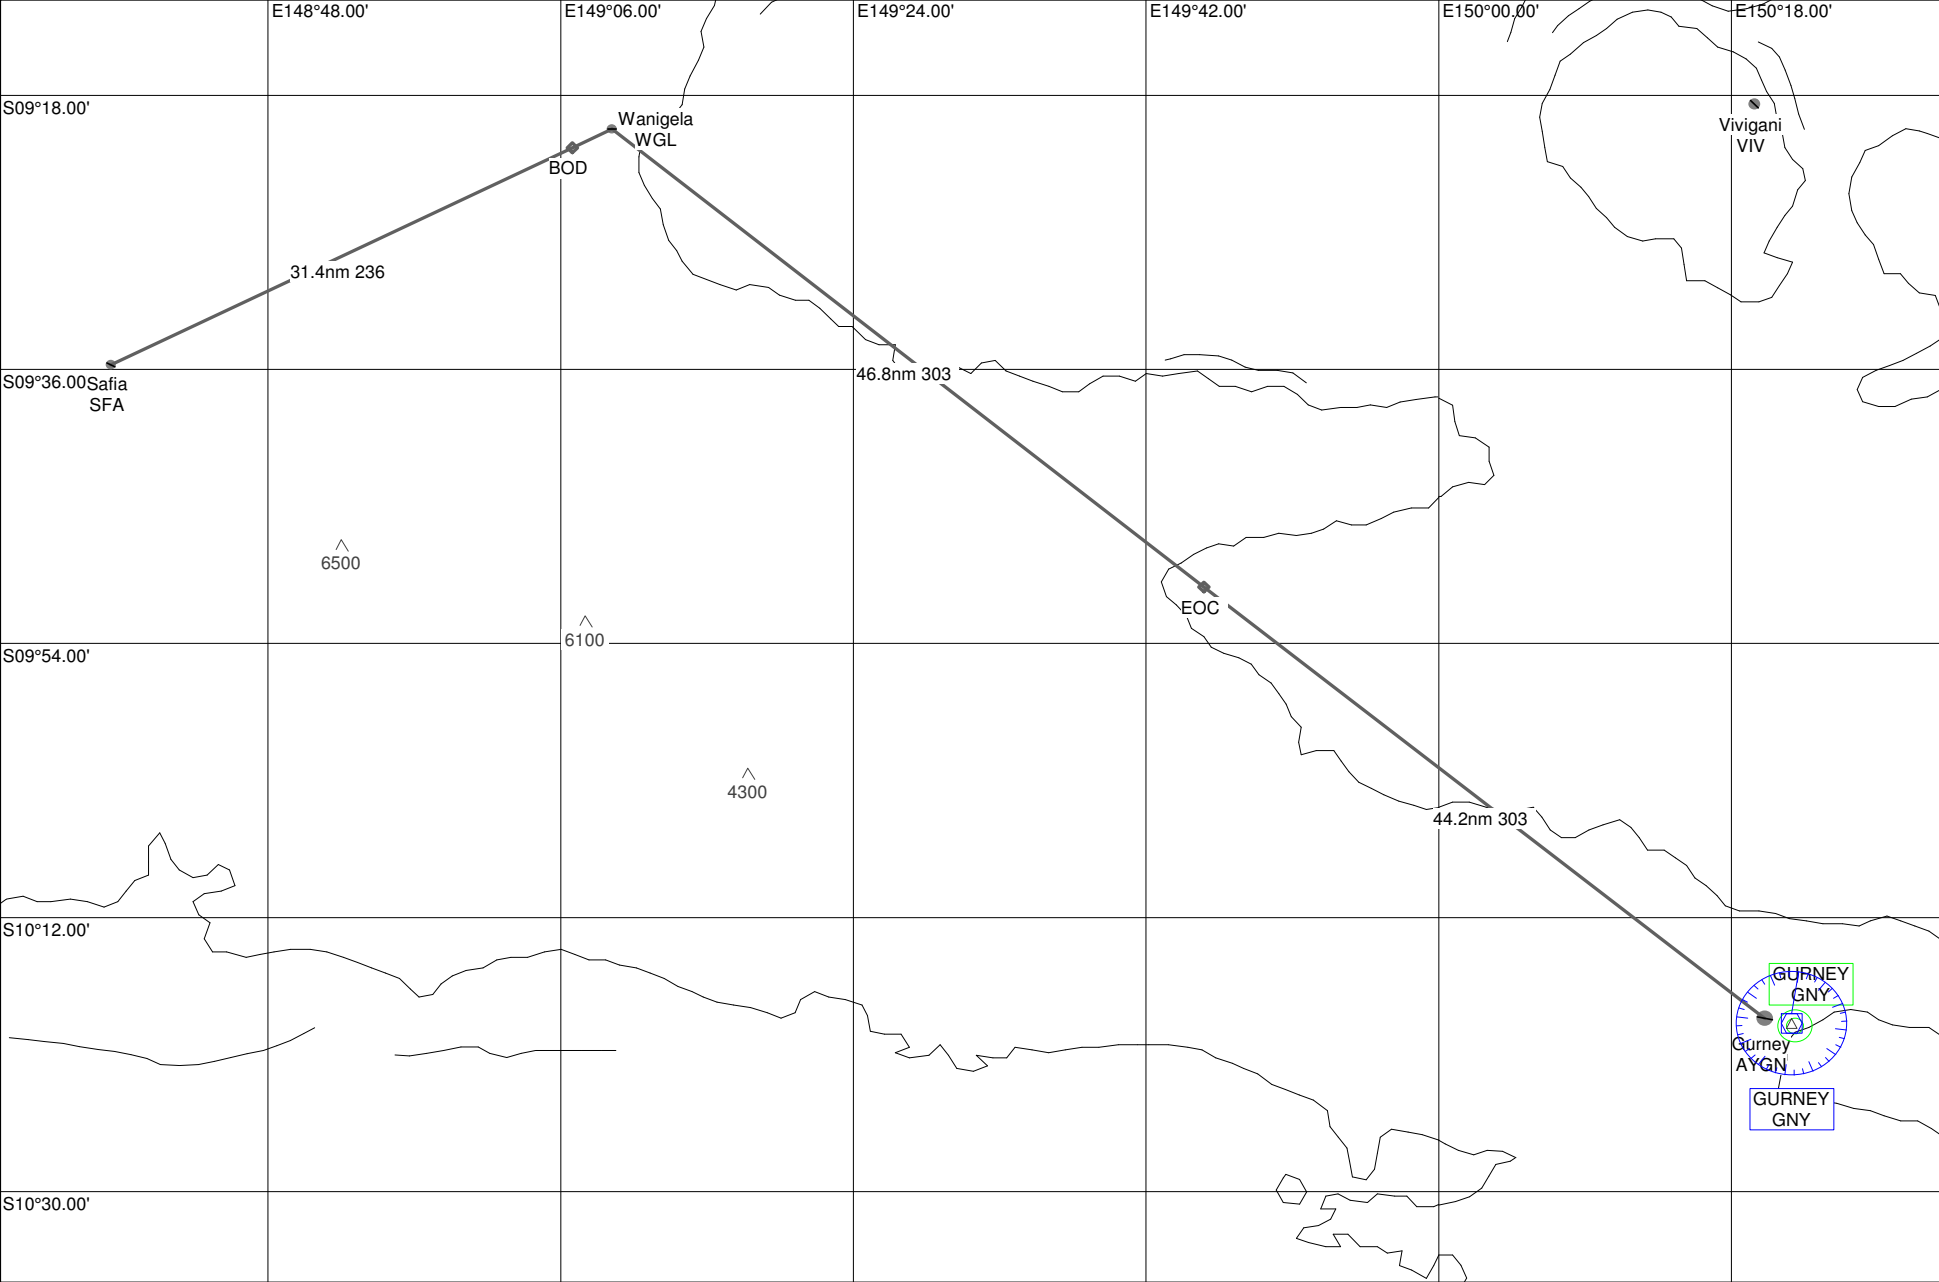 E148°48.00'
E149°06.00'
E149°24.00'
E149°42.00'
E150°00.00'
E150°18.00'
S09°18.00'
Wanigela
WGL
BOD
Vivigani
VIV
31.4nm 236
S09°36.00
Safia
SFA
46.8nm 303
6500
EOC
6100
S09°54.00'
4300
44.2nm 303
S10°12.00'
GURNEY
GNY
Gurney
AYGN
GURNEY
GNY
S10°30.00'